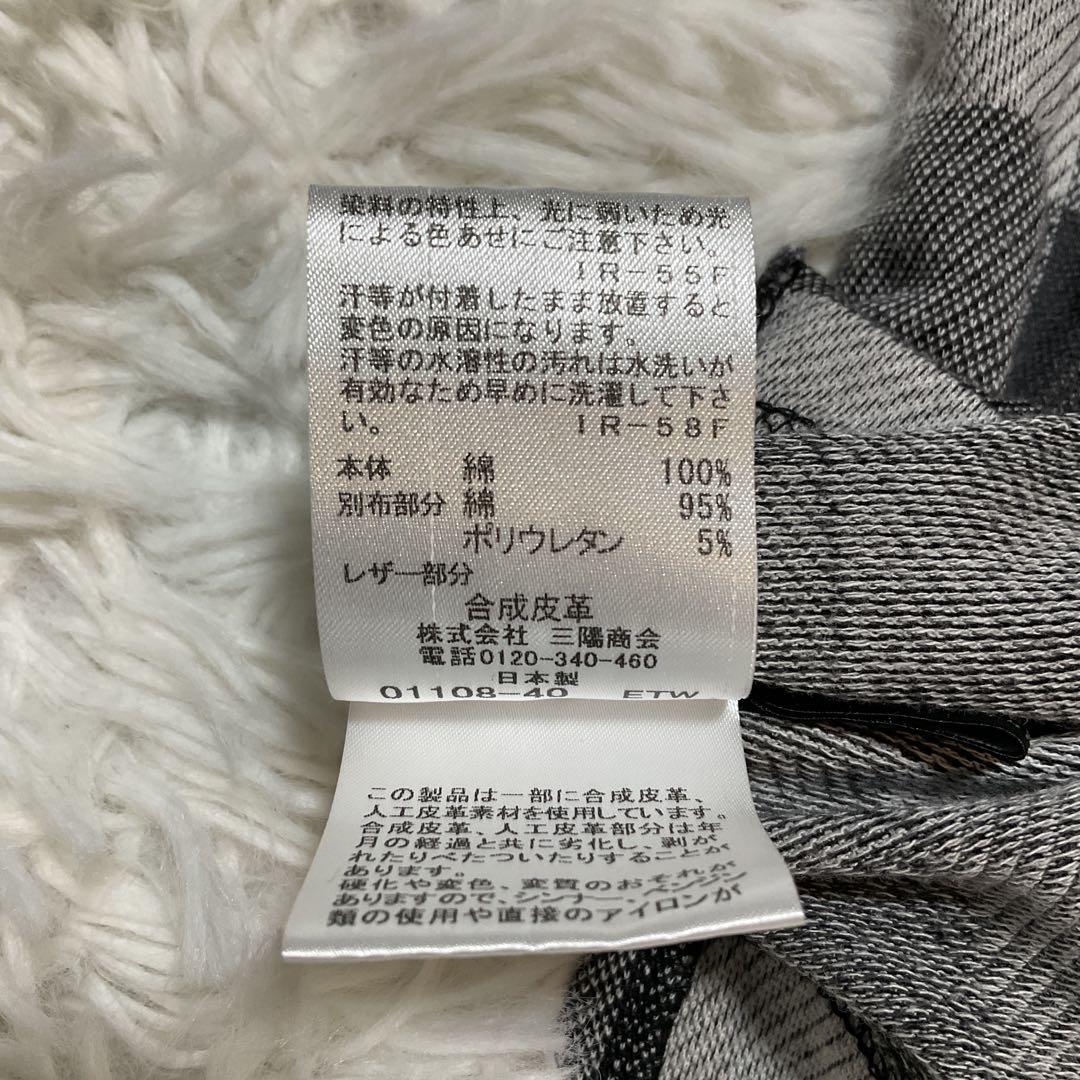 染料の特性上、光に弱いため光
による色あせにご注意下さい。
IR-55F
汗等が付着したまま放置すると
変色の原因になります。
汗等の水溶性の汚れは水洗いが
有効なため早めに洗濯して下さ
い。 IR-58F
本体 綿 100%
別布部分 綿 95%
ポリウレタン 5%
レザー部分
合成皮革
株式会社 三陽商会
電話0120-340-460
日本製
01108-40 ETW
この製品は一部に合成皮革、
人工皮革素材を使用しています。
合成皮革、人工皮革部分は年
月の経過と共に劣化し、剥が
れたりべたついたりすることが
あります。
硬化や変色、変質のおそれが
ありますので、シンナー、ベンジン
類の使用や直接のアイロンが